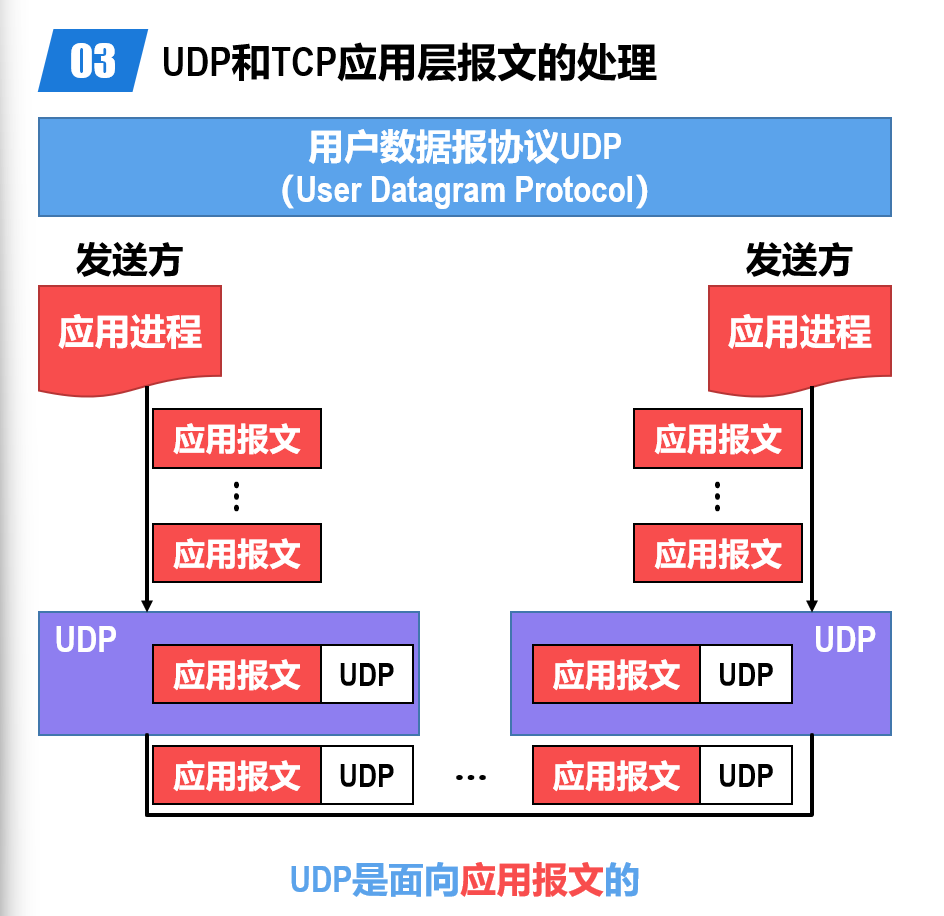 03 UDP和TCP应用层报文的处理
用户数据报协议UDP
（User Datagram Protocol）
发送方 发送方
应用进程 应用进程
应用报文 应用报文
⋮ ⋮
应用报文 应用报文
UDP UDP
应用报文 UDP 应用报文 UDP
应用报文 UDP … 应用报文 UDP
UDP是面向应用报文的